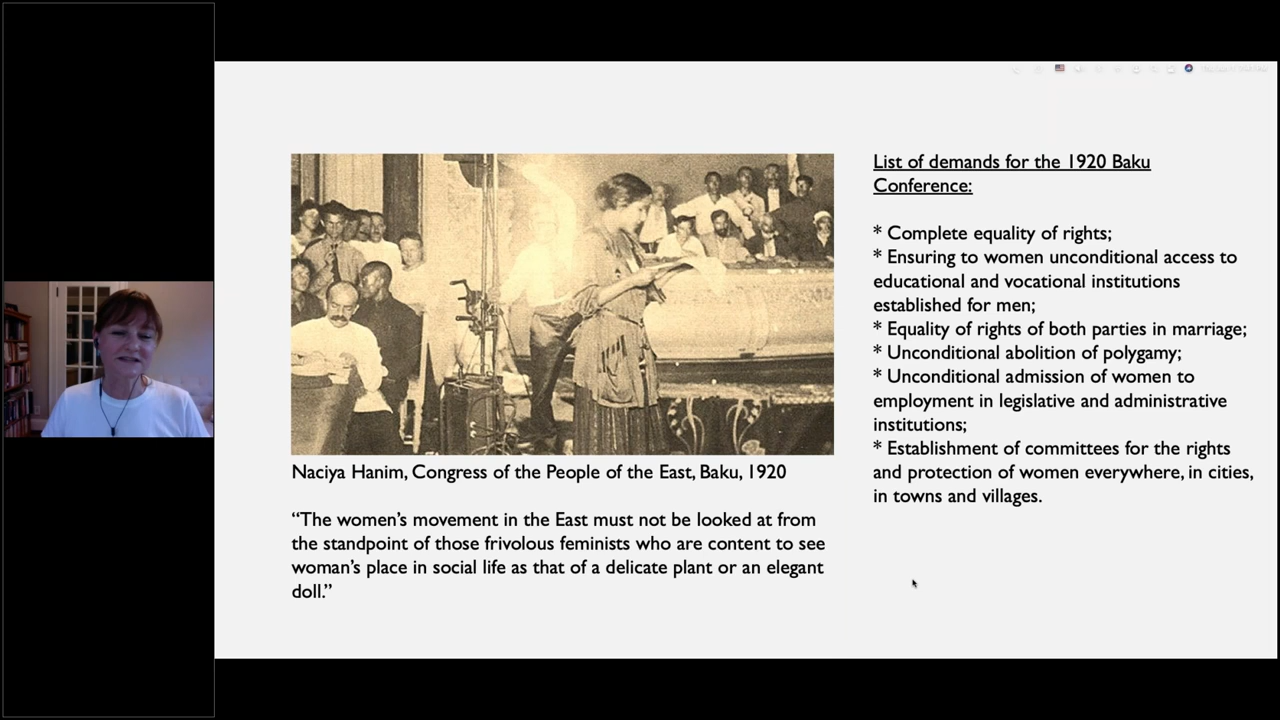 Naciya Hanim, Congress of the People of the East, Baku, 1920
“The women’s movement in the East must not be looked at from
the standpoint of those frivolous feminists who are content to see
woman’s place in social life as that of a delicate plant or an elegant
doll.”
List of demands for the 1920 Baku
Conference:
* Complete equality of rights;
* Ensuring to women unconditional access to
educational and vocational institutions
established for men;
* Equality of rights of both parties in marriage;
* Unconditional abolition of polygamy;
* Unconditional admission of women to
employment in legislative and administrative
institutions;
* Establishment of committees for the rights
and protection of women everywhere, in cities,
in towns and villages.